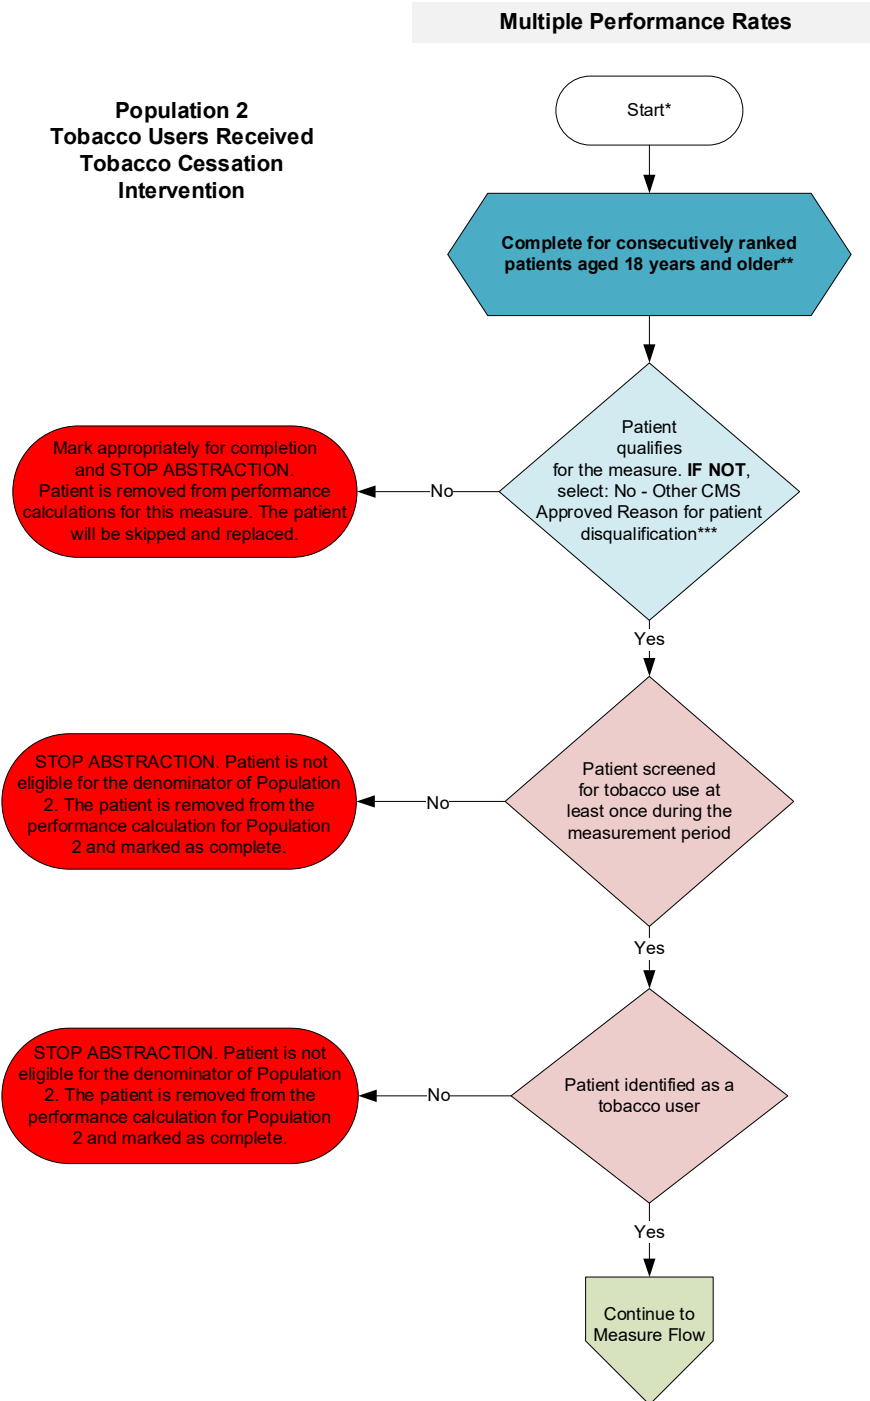 Multiple Performance Rates
Population 2
Tobacco Users Received
Tobacco Cessation
Intervention
Start*
Complete for consecutively ranked
patients aged 18 years and older**
Patient
qualifies
for the measure. IF NOT,
select: No - Other CMS
Approved Reason for patient
disqualification***
No
Mark appropriately for completion
and STOP ABSTRACTION.
Patient is removed from performance
calculations for this measure. The patient
will be skipped and replaced.
Yes
Patient screened
for tobacco use at
least once during the
measurement period
No
STOP ABSTRACTION. Patient is not
eligible for the denominator of Population
2. The patient is removed from the
performance calculation for Population
2 and marked as complete.
Yes
Patient identified as a
tobacco user
No
STOP ABSTRACTION. Patient is not
eligible for the denominator of Population
2. The patient is removed from the
performance calculation for Population
2 and marked as complete.
Yes
Continue to
Measure Flow